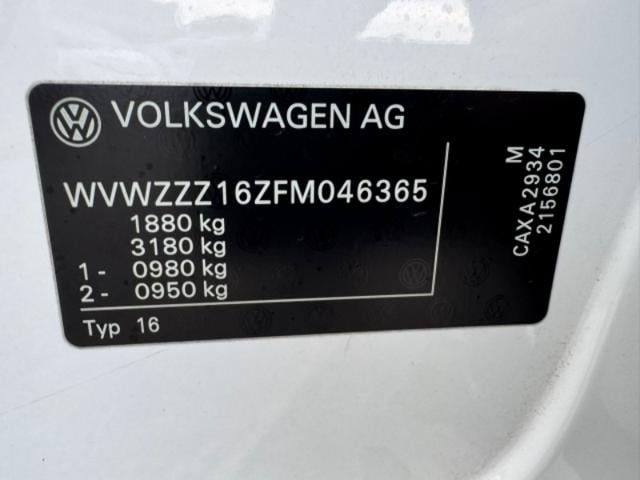 VOLKSWAGEN AG
WVWZZZ16ZFM046365
1880 kg
3180 kg
1 - 0980 kg
2 - 0950 kg
Typ 16
M
CAXA2934
2156801